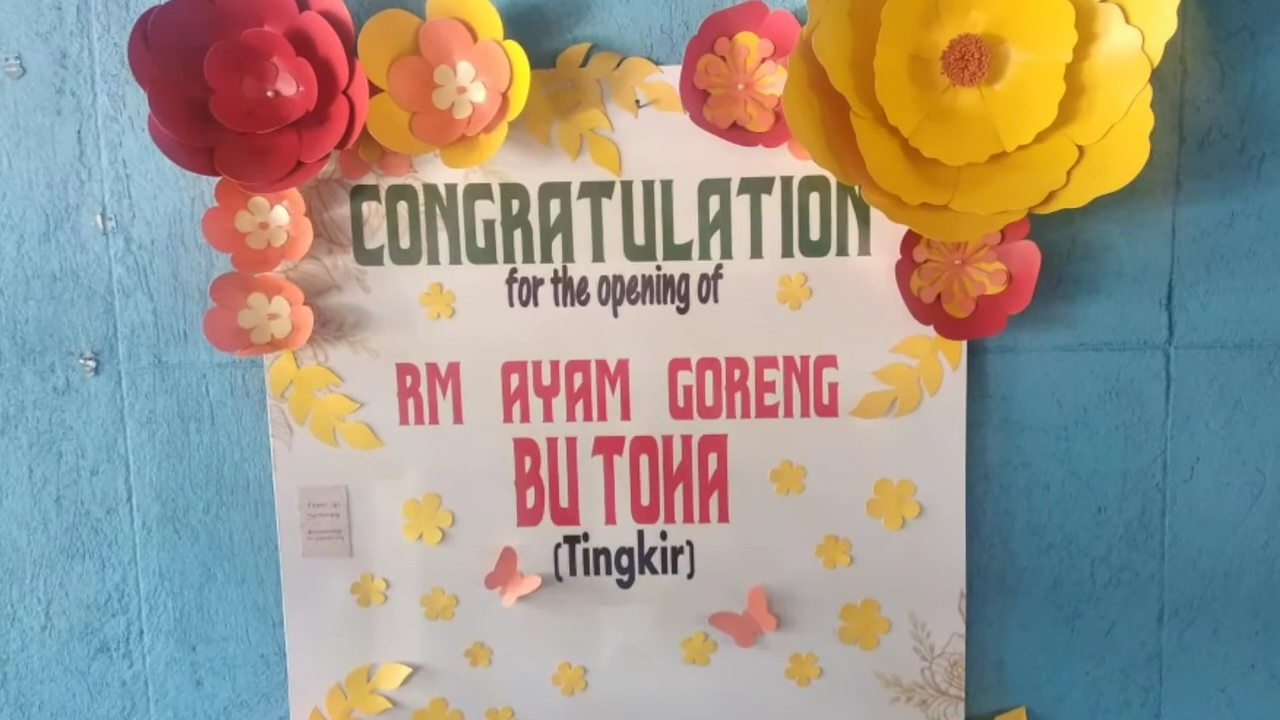 CONGRATULATION
for the opening of
RM AYAM GORENG
BU TOHA
(Tingkir)